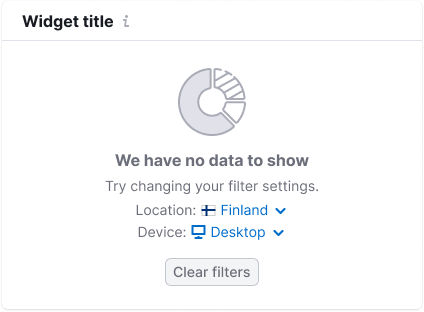 Widget title
We have no data to show
Try changing your filter settings.
Location: Finland
Device: Desktop
Clear filters